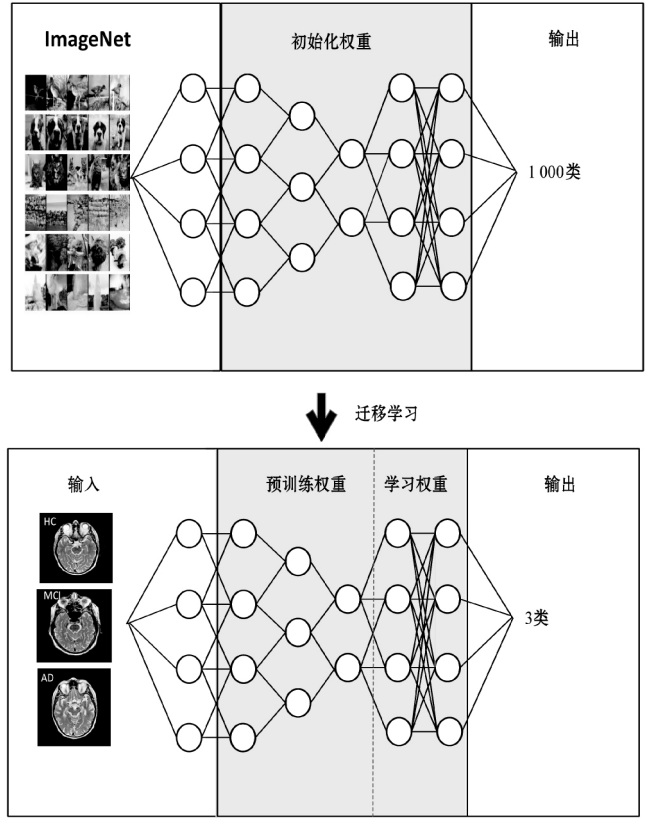 ImageNet
初始化权重
输出
1 000类
迁移学习
输入
预训练权重
学习权重
输出
HC
MCI
AD
3类